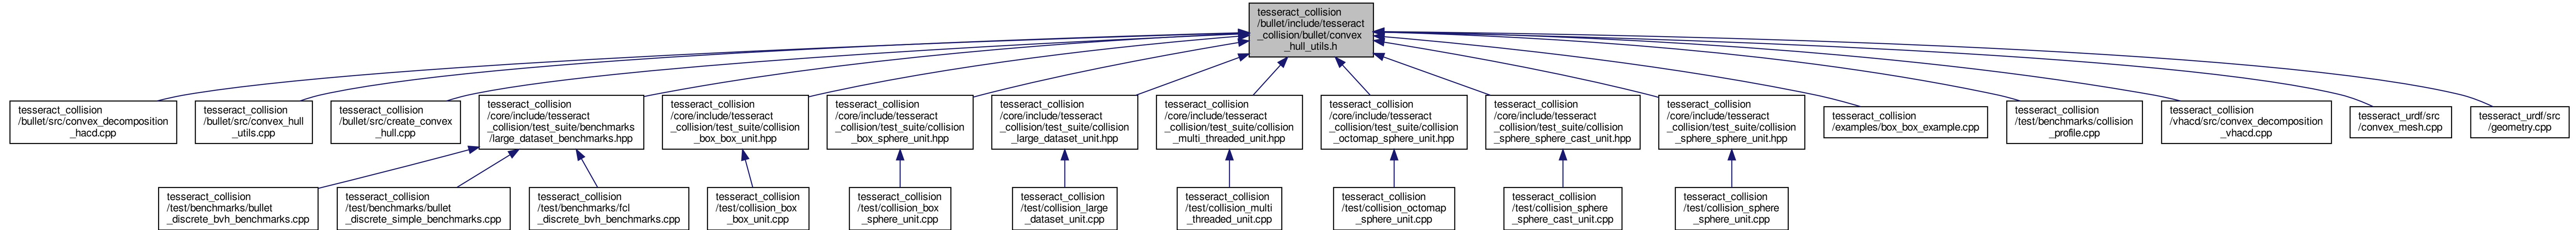 tesseract_collision
/bullet/include/tesseract
_collision/bullet/convex
_hull_utils.h
tesseract_collision
/bullet/src/convex_decomposition
_hacd.cpp
tesseract_collision
/bullet/src/convex_hull
_utils.cpp
tesseract_collision
/bullet/src/create_convex
_hull.cpp
tesseract_collision
/core/include/tesseract
_collision/test_suite/benchmarks
/large_dataset_benchmarks.hpp
tesseract_collision
/core/include/tesseract
_collision/test_suite/collision
_box_box_unit.hpp
tesseract_collision
/core/include/tesseract
_collision/test_suite/collision
_box_sphere_unit.hpp
tesseract_collision
/core/include/tesseract
_collision/test_suite/collision
_large_dataset_unit.hpp
tesseract_collision
/core/include/tesseract
_collision/test_suite/collision
_multi_threaded_unit.hpp
tesseract_collision
/core/include/tesseract
_collision/test_suite/collision
_octomap_sphere_unit.hpp
tesseract_collision
/core/include/tesseract
_collision/test_suite/collision
_sphere_sphere_cast_unit.hpp
tesseract_collision
/core/include/tesseract
_collision/test_suite/collision
_sphere_sphere_unit.hpp
tesseract_collision
/examples/box_box_example.cpp
tesseract_collision
/test/benchmarks/collision
_profile.cpp
tesseract_collision
/vhacd/src/convex_decomposition
_vhacd.cpp
tesseract_urdf/src
/convex_mesh.cpp
tesseract_urdf/src
/geometry.cpp
tesseract_collision
/test/benchmarks/bullet
_discrete_bvh_benchmarks.cpp
tesseract_collision
/test/benchmarks/bullet
_discrete_simple_benchmarks.cpp
tesseract_collision
/test/benchmarks/fcl
_discrete_bvh_benchmarks.cpp
tesseract_collision
/test/collision_box
_box_unit.cpp
tesseract_collision
/test/collision_box
_sphere_unit.cpp
tesseract_collision
/test/collision_large
_dataset_unit.cpp
tesseract_collision
/test/collision_multi
_threaded_unit.cpp
tesseract_collision
/test/collision_octomap
_sphere_unit.cpp
tesseract_collision
/test/collision_sphere
_sphere_cast_unit.cpp
tesseract_collision
/test/collision_sphere
_sphere_unit.cpp